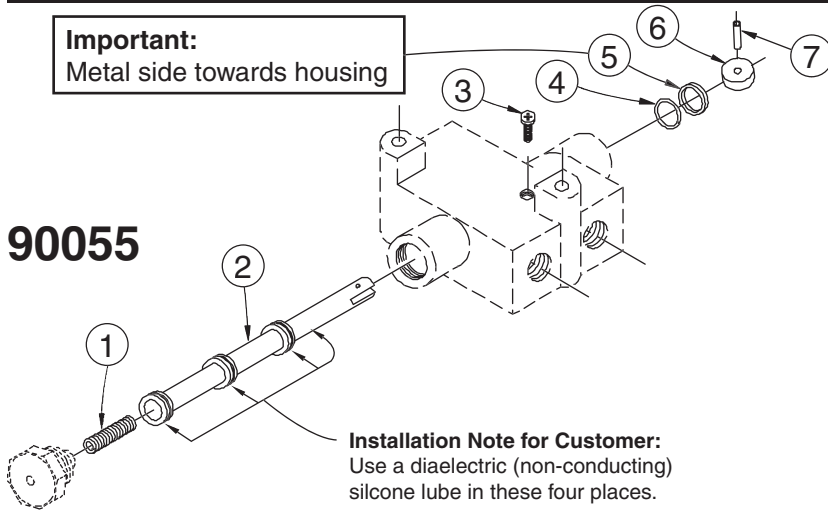 Important:
Metal side towards housing
6
7
5
4
3
90055
2
1
Installation Note for Customer:
Use a diaelectric (non-conducting)
silcone lube in these four places.